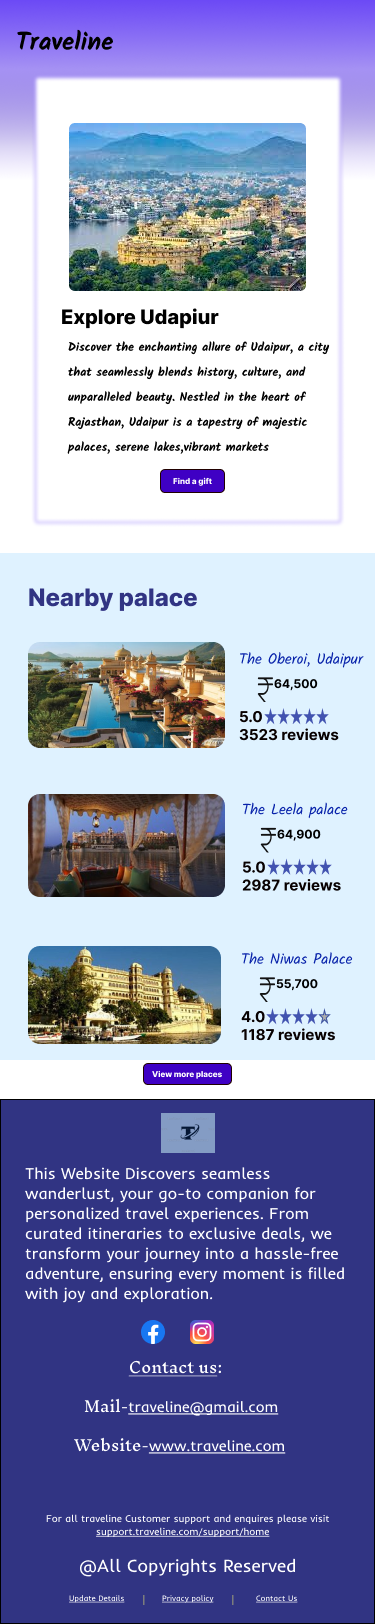 Traveline
Explore Udapiur
Discover the enchanting allure of Udaipur, a city
that seamlessly blends history, culture, and
unparalleled beauty. Nestled in the heart of
Rajasthan, Udaipur is a tapestry of majestic
palaces, serene lakes,vibrant markets
Find a gift
Nearby palace
The Oberoi, Udaipur
₹64,500
5.0★★★★★
3523 reviews
The Leela palace
₹64,900
5.0★★★★★
2987 reviews
The Niwas Palace
₹55,700
4.0★★★★☆
1187 reviews
View more places
This Website Discovers seamless
wanderlust, your go-to companion for
personalized travel experiences. From
curated itineraries to exclusive deals, we
transform your journey into a hassle-free
adventure, ensuring every moment is filled
with joy and exploration.
Contact us:
Mail-traveline@gmail.com
Website-www.traveline.com
For all traveline Customer support and enquires please visit
support.traveline.com/support/home
@All Copyrights Reserved
Update Details | Privacy policy | Contact Us